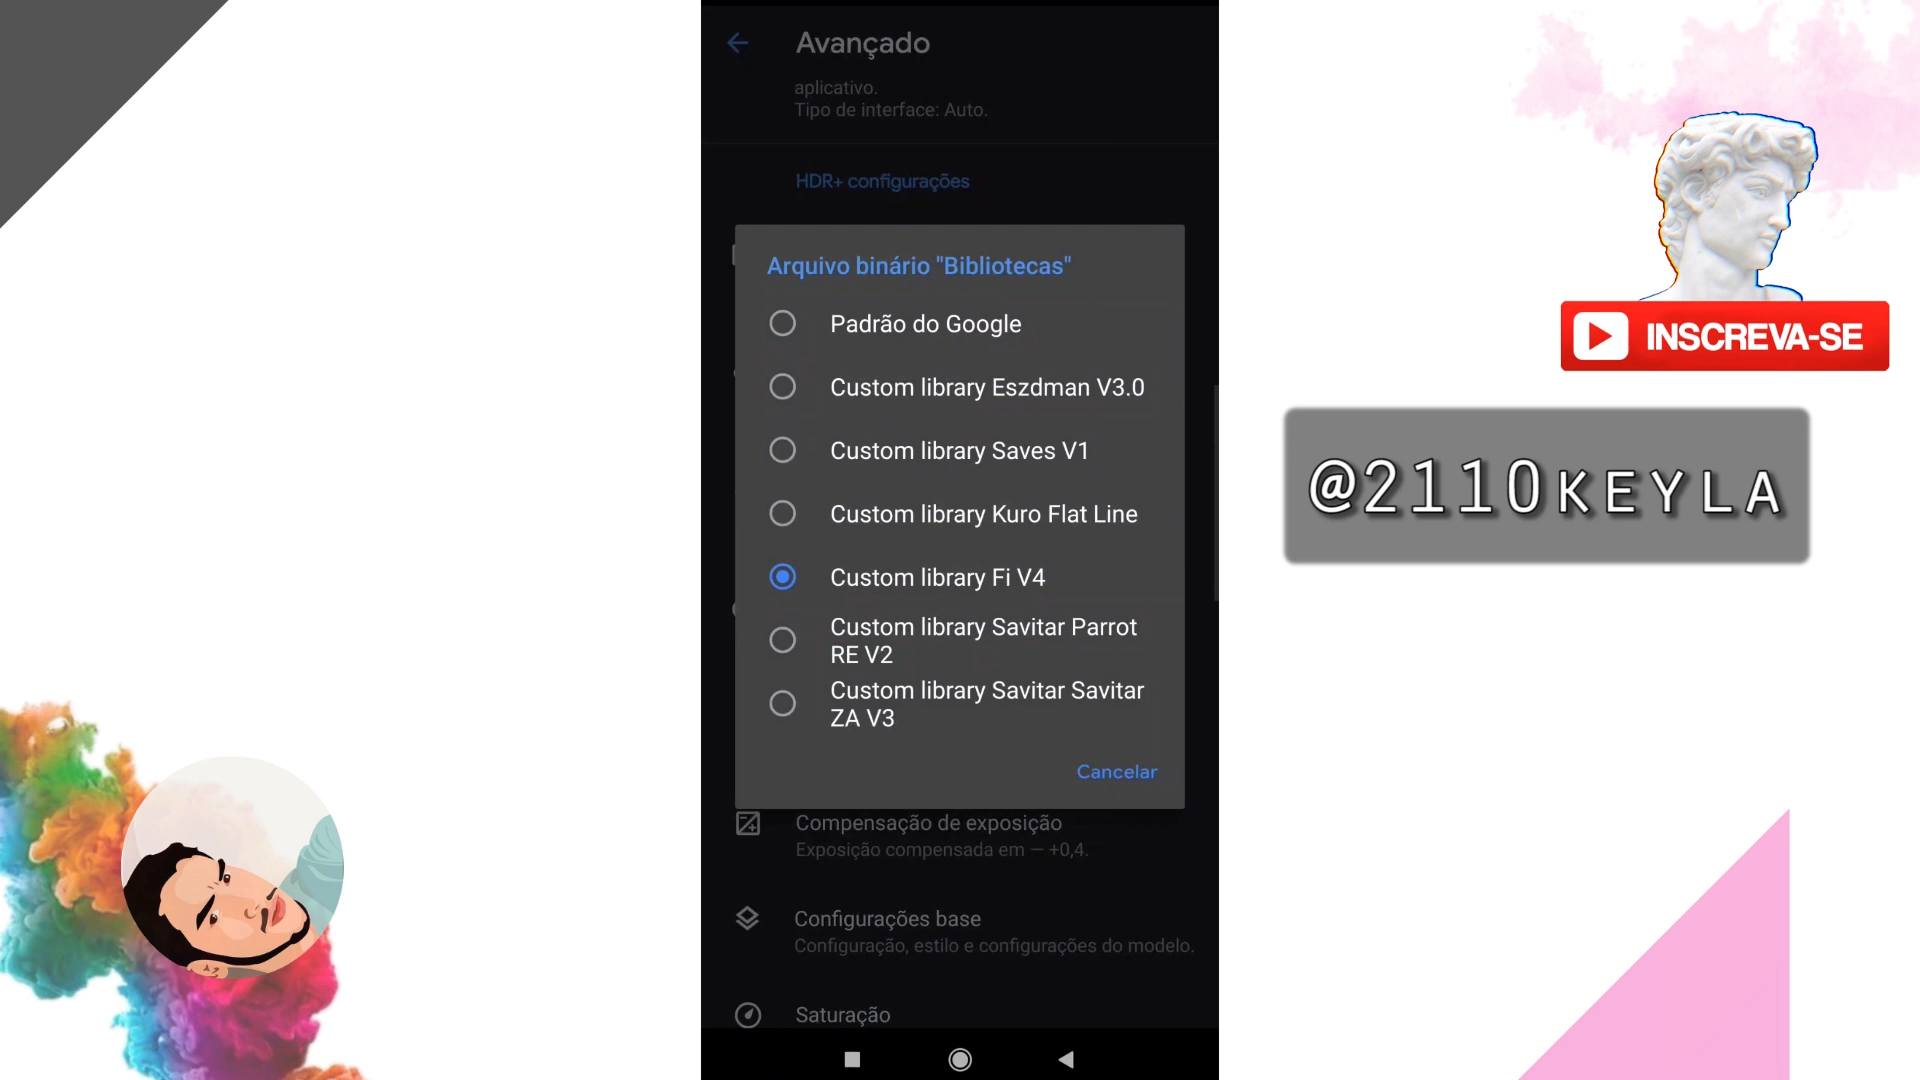 Avançado
aplicativo.
Tipo de interface: Auto.
HDR+ configurações
Arquivo binário "Bibliotecas"
Padrão do Google
Custom library Eszdman V3.0
Custom library Saves V1
Custom library Kuro Flat Line
Custom library Fi V4
Custom library Savitar Parrot
RE V2
Custom library Savitar Savitar
ZA V3
Cancelar
Compensação de exposição
Exposição compensada em — +0,4.
Configurações base
Configuração, estilo e configurações do modelo.
Saturação
INSCREVA-SE
@2110KEYLA